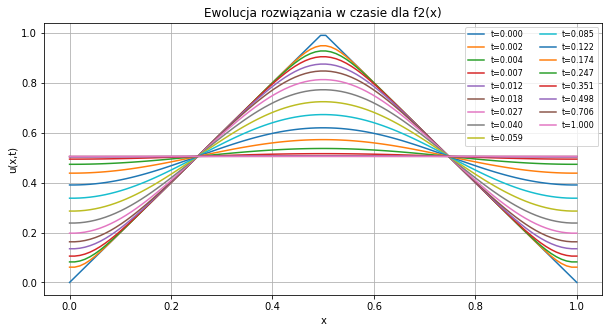 Ewolucja rozwiązania w czasie dla f2(x)
t=0.000 t=0.085
t=0.002 t=0.122
t=0.004 t=0.174
t=0.007 t=0.247
t=0.012 t=0.351
t=0.018 t=0.498
t=0.027 t=0.706
t=0.040 t=1.000
t=0.059
u(x,t)
1.0
0.8
0.6
0.4
0.2
0.0
0.0 0.2 0.4 0.6 0.8 1.0
x